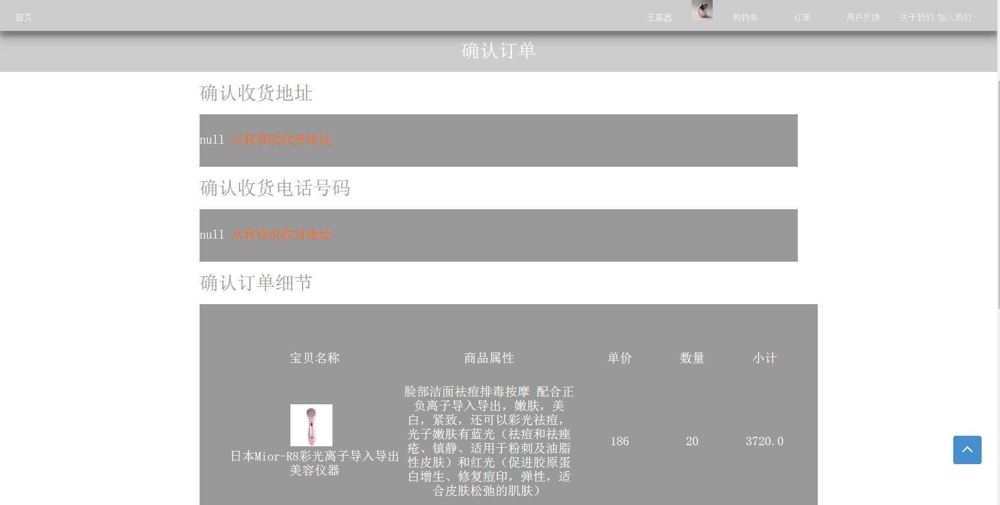 首页
王高鑫
购物车
订单
用户反馈
关于我们 加入我们
确认订单
确认收货地址
null 点我修改收货地址
确认收货电话号码
null 点我修改收货地址
确认订单细节
宝贝名称 商品属性 单价 数量 小计
日本Mior-R8彩光离子导入导出
美容仪器
脸部洁面祛痘排毒按摩 配合正
负离子导入导出，嫩肤，美
白，紧致，还可以彩光祛痘，
光子嫩肤有蓝光（祛痘和祛痤
疮、镇静、适用于粉刺及油脂
性皮肤）和红光（促进胶原蛋
白增生、修复痘印，弹性，适
合皮肤松弛的肌肤）
186
20
3720.0